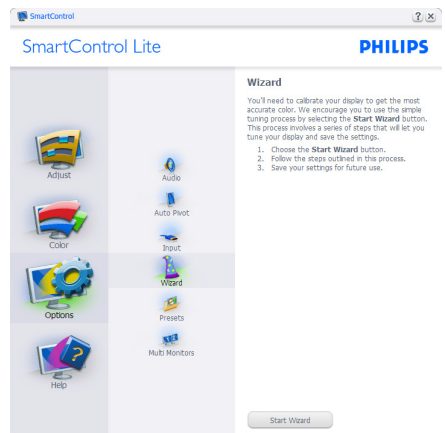 SmartControl
? ×
SmartControl Lite
PHILIPS
Adjust
Color
Options
Help
Audio
Auto Pivot
Input
Wizard
Presets
Multi Monitors
Wizard
You'll need to calibrate your display to get the most
accurate color. We encourage you to use the simple
tuning process by selecting the Start Wizard button.
This process involves a series of steps that will let you
tune your display and save the settings.
1. Choose the Start Wizard button.
2. Follow the steps outlined in this process.
3. Save your settings for future use.
Start Wizard